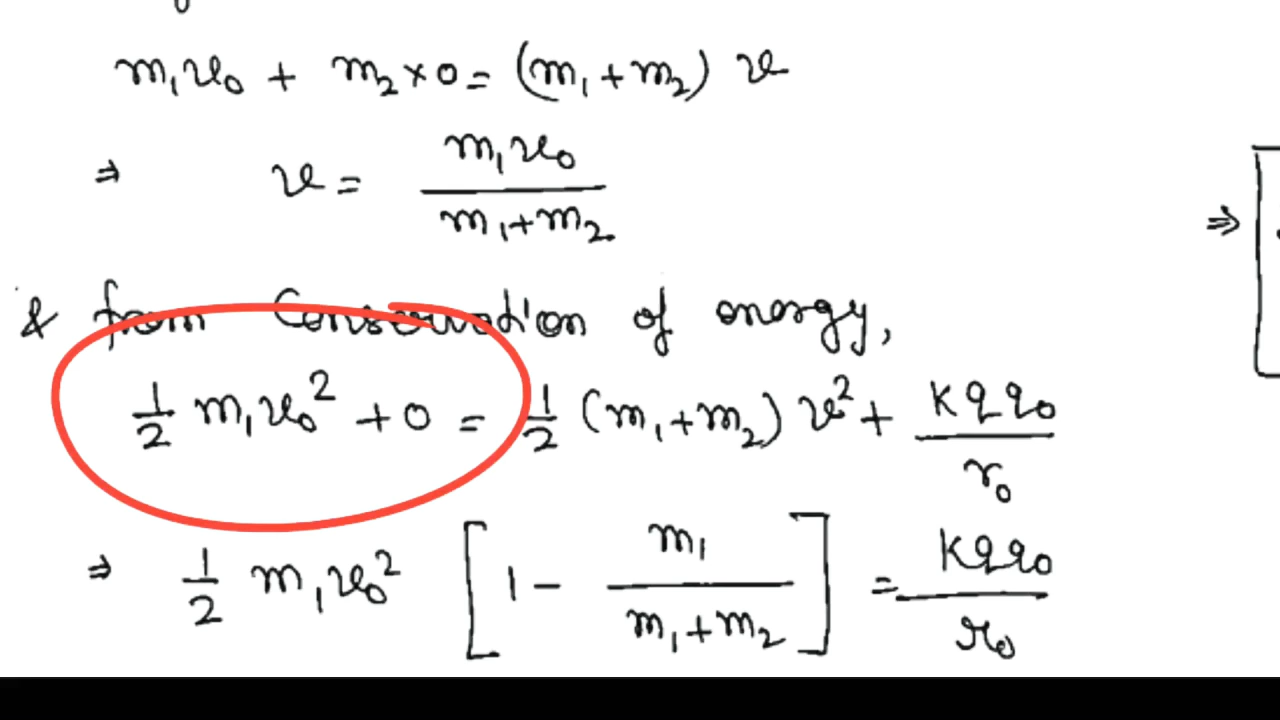 m₁v₀ + m₂×0 = (m₁+m₂) v
⇒ v = m₁v₀ / (m₁+m₂)
⇒
& from Conservation of energy,
1/2 m₁v₀² + 0 = 1/2 (m₁+m₂) v² + Kqq₀/r₀
⇒ 1/2 m₁v₀² [1 - m₁/(m₁+m₂)] = Kqq₀/r₀